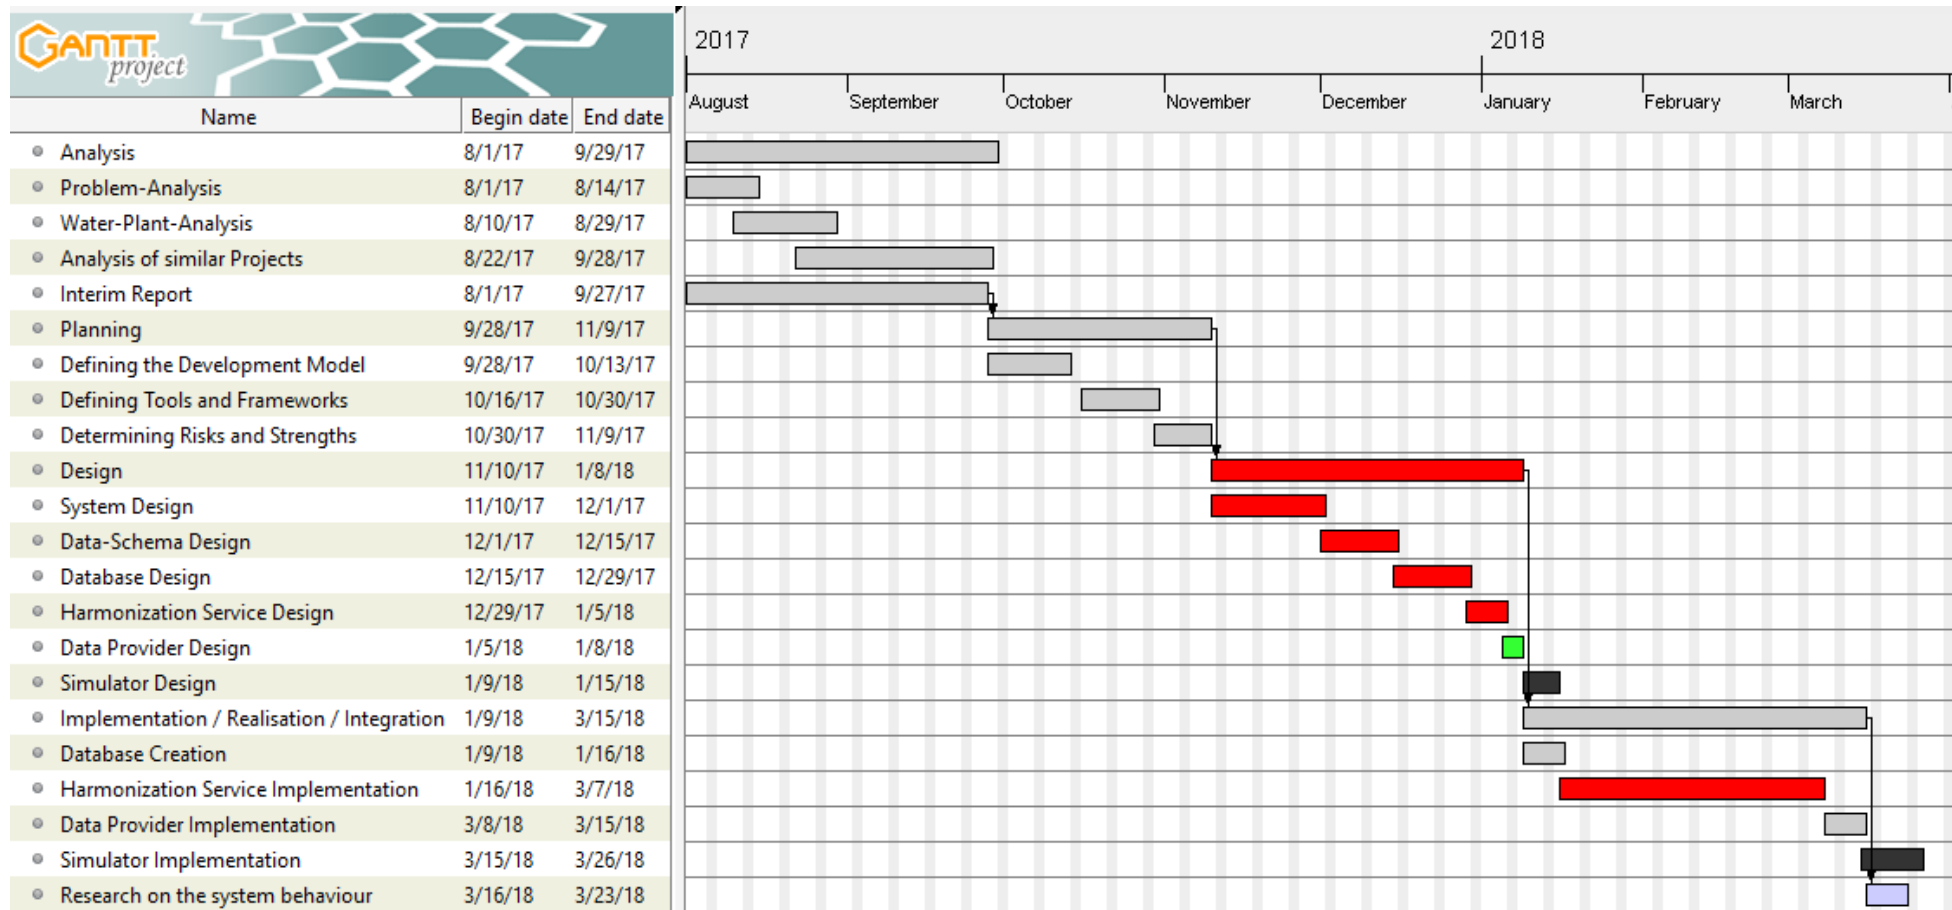 GANTT
project
2017 2018
August September October November December January February March
Name Begin date End date
Analysis 8/1/17 9/29/17
Problem-Analysis 8/1/17 8/14/17
Water-Plant-Analysis 8/10/17 8/29/17
Analysis of similar Projects 8/22/17 9/28/17
Interim Report 8/1/17 9/27/17
Planning 9/28/17 11/9/17
Defining the Development Model 9/28/17 10/13/17
Defining Tools and Frameworks 10/16/17 10/30/17
Determining Risks and Strengths 10/30/17 11/9/17
Design 11/10/17 1/8/18
System Design 11/10/17 12/1/17
Data-Schema Design 12/1/17 12/15/17
Database Design 12/15/17 12/29/17
Harmonization Service Design 12/29/17 1/5/18
Data Provider Design 1/5/18 1/8/18
Simulator Design 1/9/18 1/15/18
Implementation / Realisation / Integration 1/9/18 3/15/18
Database Creation 1/9/18 1/16/18
Harmonization Service Implementation 1/16/18 3/7/18
Data Provider Implementation 3/8/18 3/15/18
Simulator Implementation 3/15/18 3/26/18
Research on the system behaviour 3/16/18 3/23/18